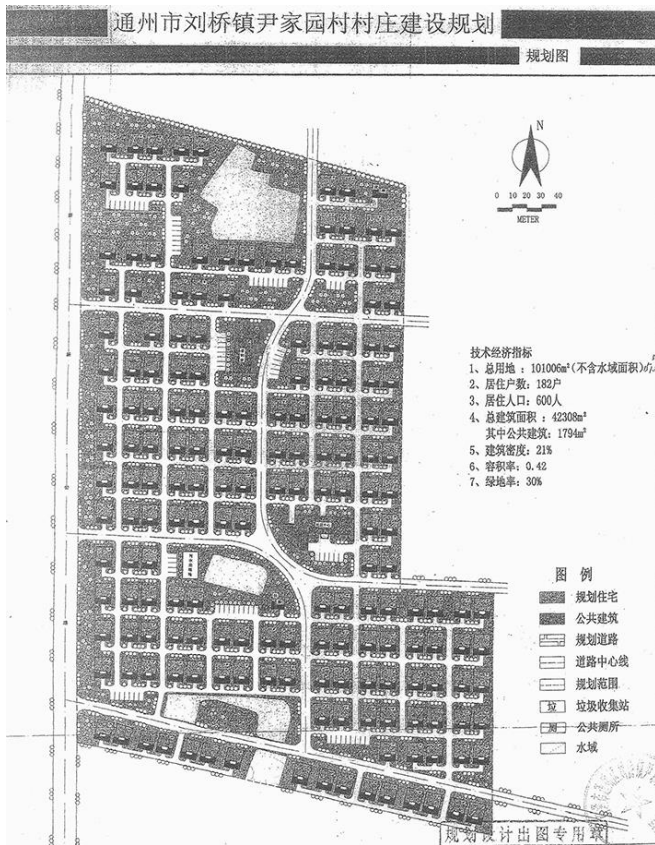 通州市刘桥镇尹家园村村庄建设规划
规划图
N
0 10 20 30 40
METER
技术经济指标
1、总用地：101006m²(不含水域面积)
2、居住户数：182户
3、居住人口：600人
4、总建筑面积：42308m²
其中公共建筑：1794m²
5、建筑密度：21%
6、容积率：0.42
7、绿地率：30%
图 例
规划住宅
公共建筑
规划道路
道路中心线
规划范围
垃 垃圾收集站
厕 公共厕所
水域
规划设计出图专用章